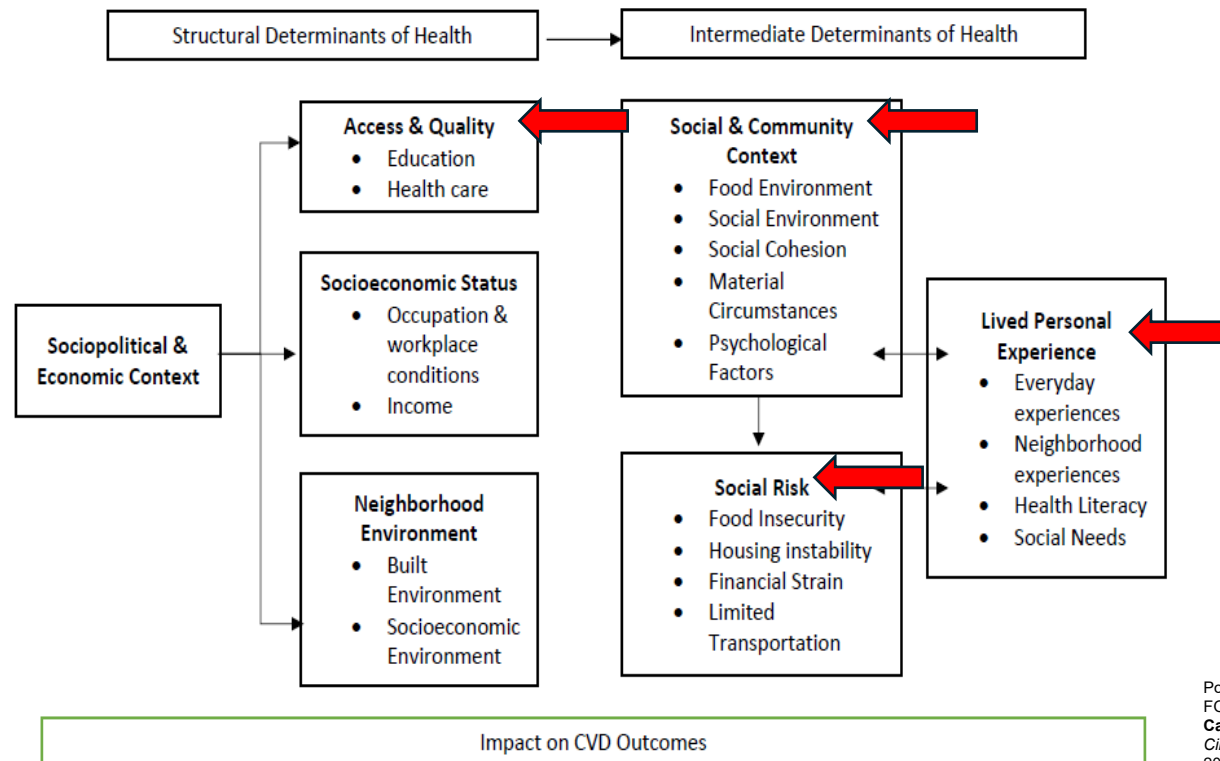 Structural Determinants of Health
Intermediate Determinants of Health
Access & Quality
• Education
• Health care
Socioeconomic Status
• Occupation &
workplace
conditions
• Income
Sociopolitical &
Economic Context
Neighborhood
Environment
• Built
Environment
• Socioeconomic
Environment
Social & Community
Context
• Food Environment
• Social Environment
• Social Cohesion
• Material
Circumstances
• Psychological
Factors
Social Risk
• Food Insecurity
• Housing instability
• Financial Strain
• Limited
Transportation
Lived Personal
Experience
• Everyday
experiences
• Neighborhood
experiences
• Health Literacy
• Social Needs
Impact on CVD Outcomes